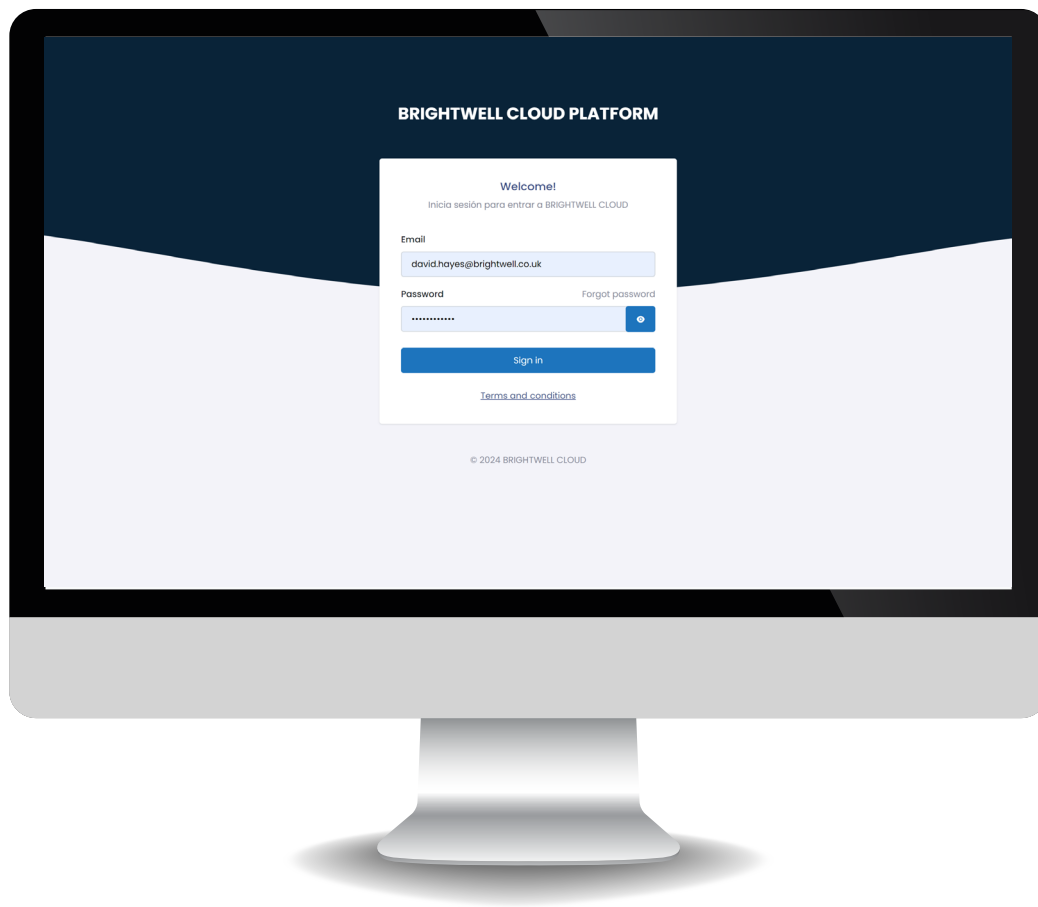 BRIGHTWELL CLOUD PLATFORM
Welcome!
Inicia sesión para entrar a BRIGHTWELL CLOUD
Email
david.hayes@brightwell.co.uk
Password Forgot password
••••••••••••
Sign in
Terms and conditions
© 2024 BRIGHTWELL CLOUD